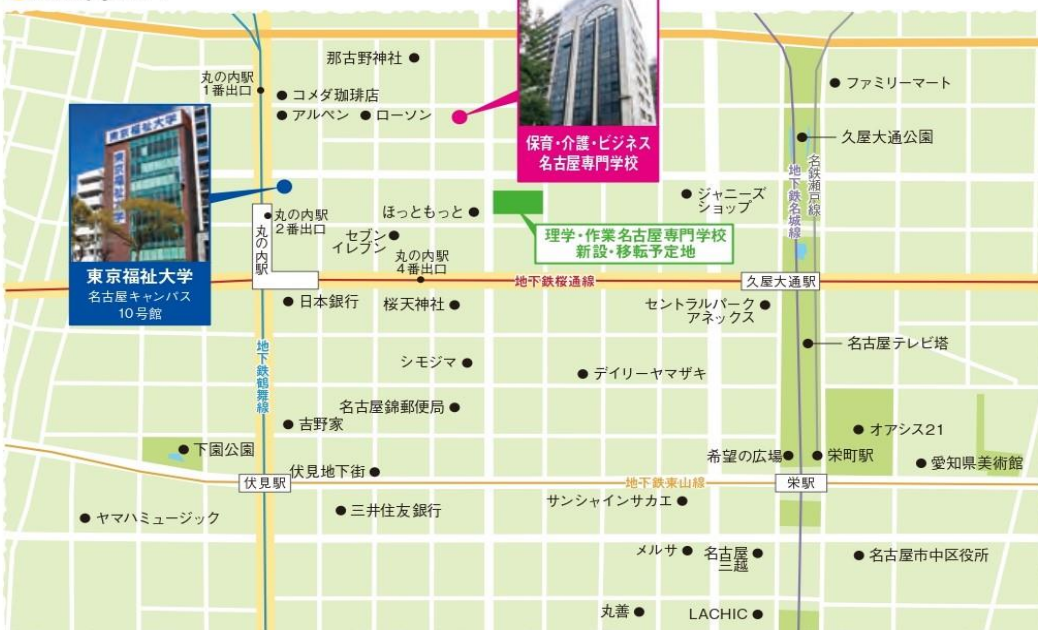 那古野神社
丸の内駅
1番出口
コメダ珈琲店
アルペン
ローソン
ファミリーマート
保育・介護・ビジネス
名古屋専門学校
久屋大通公園
地下鉄名城線
名鉄瀬戸線
東京福祉大学
東京福祉大学
ジャニーズ
ショップ
ほっともっと
丸の内駅
2番出口
丸の内駅
セブン
イレブン
丸の内駅
4番出口
理学・作業名古屋専門学校
新設・移転予定地
東京福祉大学
名古屋キャンパス
10号館
地下鉄桜通線
久屋大通駅
日本銀行
桜天神社
セントラルパーク
アネックス
名古屋テレビ塔
地下鉄鶴舞線
シモジマ
デイリーヤマザキ
名古屋錦郵便局
吉野家
オアシス21
下園公園
希望の広場
栄町駅
愛知県美術館
伏見地下街
伏見駅
地下鉄東山線
栄駅
サンシャインサカエ
三井住友銀行
ヤマハミュージック
メルサ
名古屋
三越
名古屋市中区役所
丸善
LACHIC